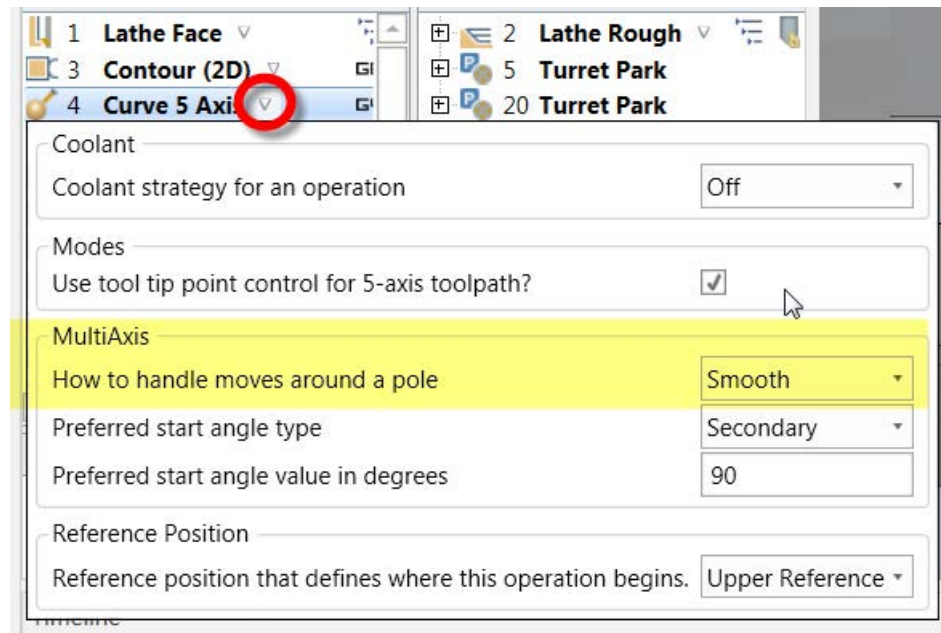 1 Lathe Face
3 Contour (2D) G
4 Curve 5 Axis G
2 Lathe Rough
P 5 Turret Park
P 20 Turret Park
Coolant
Coolant strategy for an operation Off
Modes
Use tool tip point control for 5-axis toolpath?
MultiAxis
How to handle moves around a pole Smooth
Preferred start angle type Secondary
Preferred start angle value in degrees 90
Reference Position
Reference position that defines where this operation begins. Upper Reference
Timeline